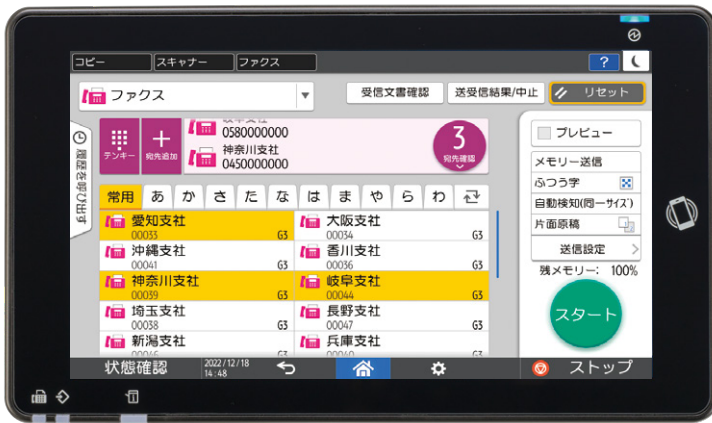 コピー
スキャナー
ファクス
?
ファクス
受信文書確認
送受信結果/中止
リセット
履歴を呼び出す
テンキー
宛先追加
岐阜支社
0580000000
神奈川支社
0450000000
3
宛先確認
常用 あ か さ た な は ま や ら わ
愛知支社
00033 G3
大阪支社
00034 G3
沖縄支社
00041 G3
香川支社
00036 G3
神奈川支社
00039 G3
岐阜支社
00044 G3
埼玉支社
00038 G3
長野支社
00047 G3
新潟支社
00046 G3
兵庫支社
00040 G3
プレビュー
メモリー送信
ふつう字
自動検知(同一サイズ)
片面原稿
送信設定
残メモリー: 100%
スタート
状態確認
2022/12/18
14:48
ストップ